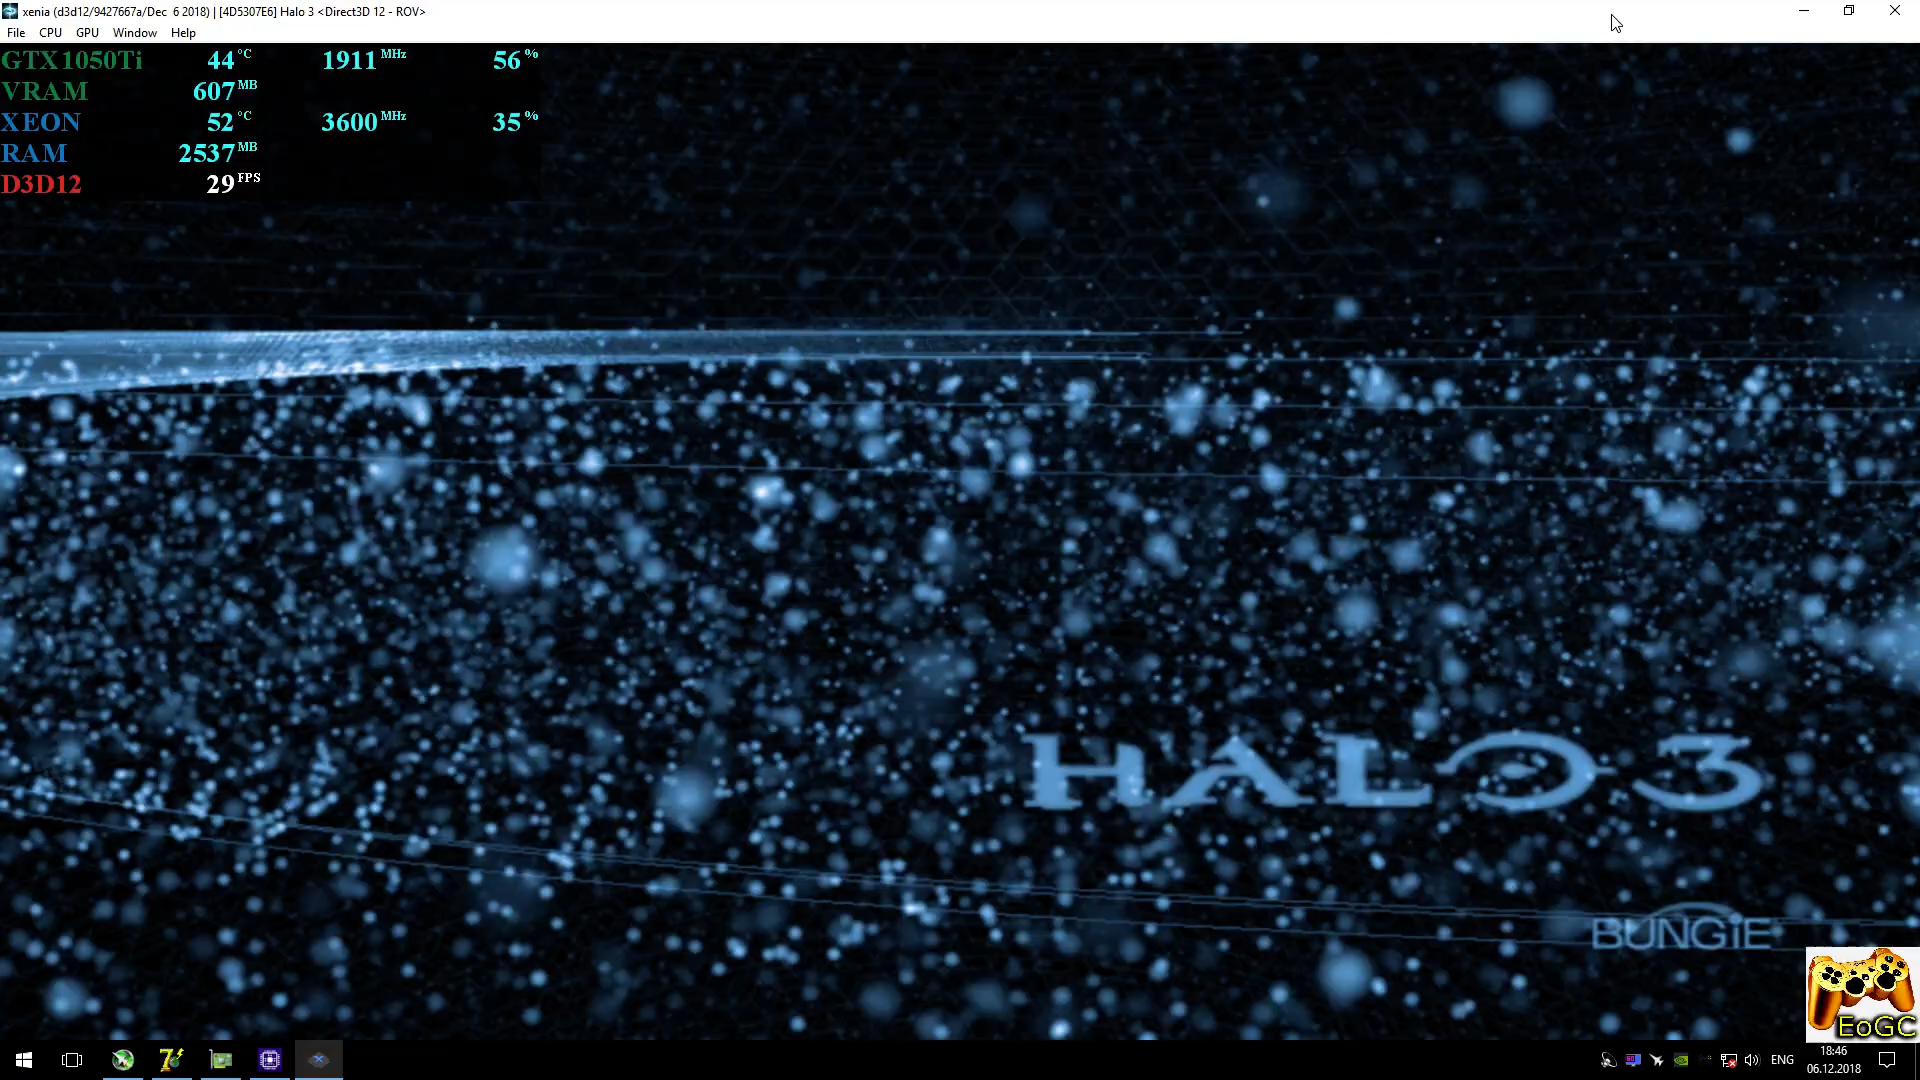 xenia (d3d12/9427667a/Dec  6 2018) | [4D5307E6] Halo 3 <Direct3D 12 - ROV>
File CPU GPU Window Help
GTX1050Ti 44 °C 1911 MHz 56 %
VRAM 607 MB
XEON 52 °C 3600 MHz 35 %
RAM 2537 MB
D3D12 29 FPS
HALO 3
BUNGiE
EoGC
ENG 18:46
06.12.2018